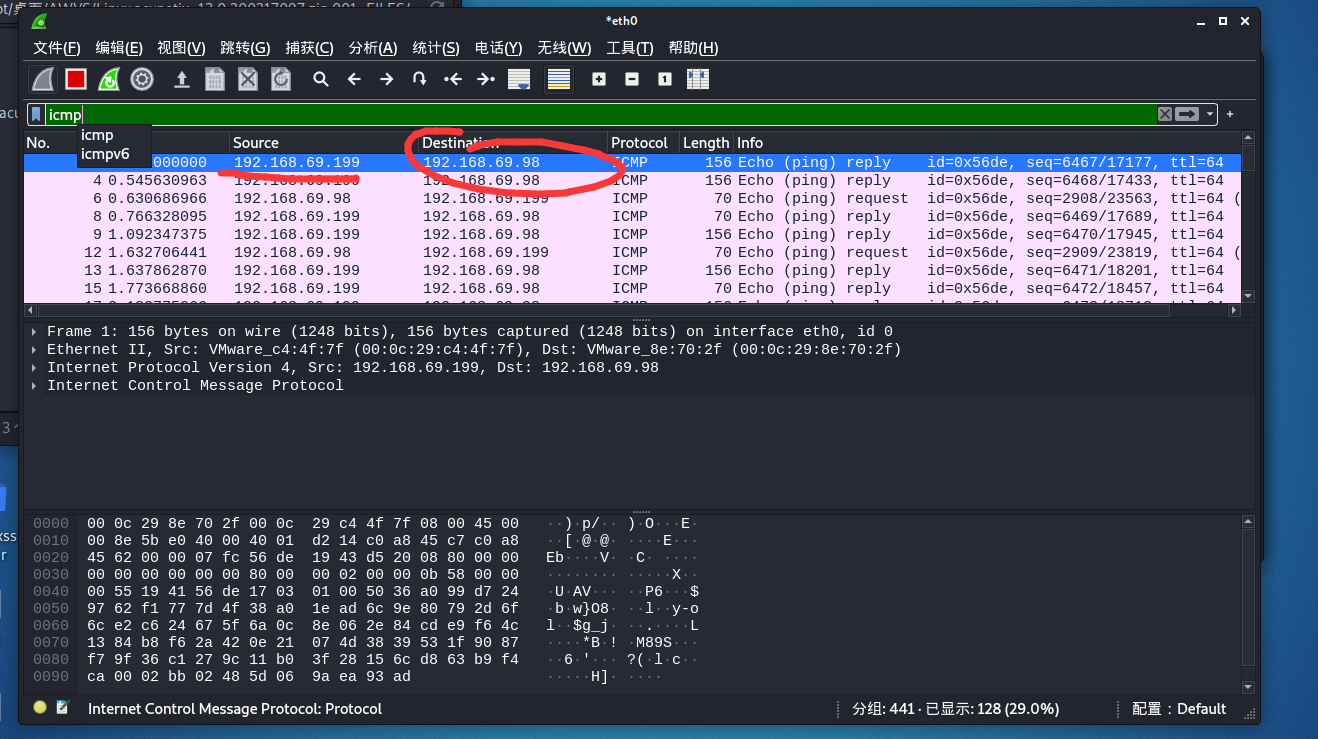 *eth0
文件(F) 编辑(E) 视图(V) 跳转(G) 捕获(C) 分析(A) 统计(S) 电话(Y) 无线(W) 工具(T) 帮助(H)
icmp
icmp
icmpv6
No. Source Destination Protocol Length Info
000000 192.168.69.199 192.168.69.98 ICMP 156 Echo (ping) reply id=0x56de, seq=6467/17177, ttl=64
4 0.545630963 192.168.69.199 192.168.69.98 ICMP 156 Echo (ping) reply id=0x56de, seq=6468/17433, ttl=64
6 0.630686966 192.168.69.98 192.168.69.199 ICMP 70 Echo (ping) request id=0x56de, seq=2908/23563, ttl=64 (
8 0.766328095 192.168.69.199 192.168.69.98 ICMP 156 Echo (ping) reply id=0x56de, seq=6469/17689, ttl=64
9 1.092347375 192.168.69.199 192.168.69.98 ICMP 156 Echo (ping) reply id=0x56de, seq=6470/17945, ttl=64
12 1.632706441 192.168.69.98 192.168.69.199 ICMP 70 Echo (ping) request id=0x56de, seq=2909/23819, ttl=64 (
13 1.637862870 192.168.69.199 192.168.69.98 ICMP 156 Echo (ping) reply id=0x56de, seq=6471/18201, ttl=64
15 1.773668860 192.168.69.199 192.168.69.98 ICMP 70 Echo (ping) reply id=0x56de, seq=6472/18457, ttl=64
Frame 1: 156 bytes on wire (1248 bits), 156 bytes captured (1248 bits) on interface eth0, id 0
Ethernet II, Src: VMware_c4:4f:7f (00:0c:29:c4:4f:7f), Dst: VMware_8e:70:2f (00:0c:29:8e:70:2f)
Internet Protocol Version 4, Src: 192.168.69.199, Dst: 192.168.69.98
Internet Control Message Protocol
0000 00 0c 29 8e 70 2f 00 0c 29 c4 4f 7f 08 00 45 00 ··)·p/·· )·O···E·
0010 00 8e 5b e0 40 00 40 01 d2 14 c0 a8 45 c7 c0 a8 ··[·@·@· ····E···
0020 45 62 00 00 07 fc 56 de 19 43 d5 20 08 80 00 00 Eb····V· ·C· ····
0030 00 00 00 00 00 00 80 00 00 02 00 00 0b 58 00 00 ········ ·····X··
0040 00 55 19 41 56 de 17 03 01 00 50 36 a0 99 d7 24 ·U·AV··· ··P6···$
0050 97 62 f1 77 7d 4f 38 a0 1e ad 6c 9e 80 79 2d 6f ·b·w}O8· ··l··y-o
0060 6c e2 c6 24 67 5f 6a 0c 8e 06 2e 84 cd e9 f6 4c l··$g_j· ··.····L
0070 13 84 b8 f6 2a 42 0e 21 07 4d 38 39 53 1f 90 87 ····*B·! ·M89S···
0080 f7 9f 36 c1 27 9c 11 b0 3f 28 15 6c d8 63 b9 f4 ··6·'··· ?(·l·c··
0090 ca 00 02 bb 02 48 5d 06 9a ea 93 ad ·····H]· ····
Internet Control Message Protocol: Protocol 分组: 441 · 已显示: 128 (29.0%) 配置：Default